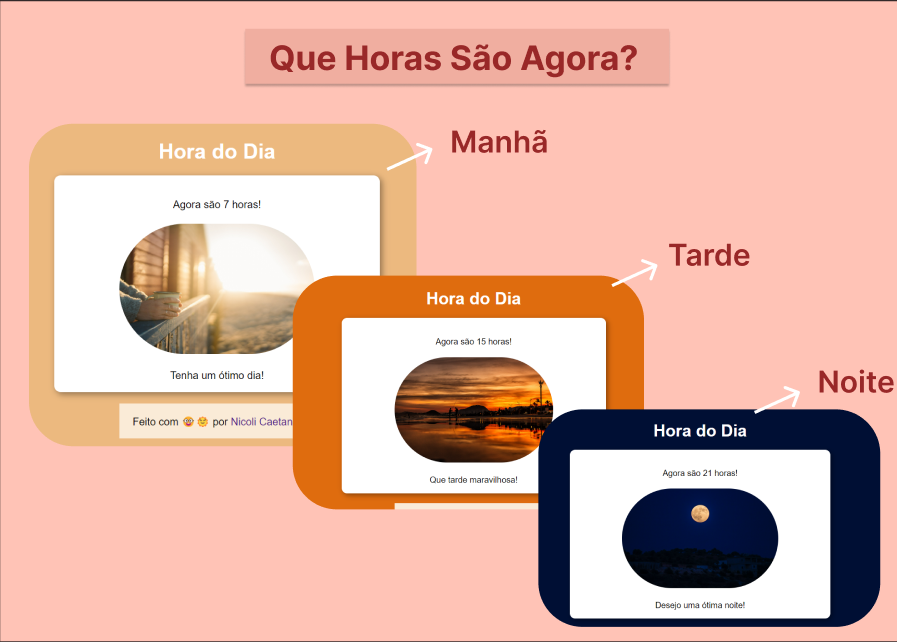 Que Horas São Agora?
Hora do Dia
Manhã
Agora são 7 horas!
Tenha um ótimo dia!
Feito com 🤡 🤗 por Nicoli Caetan
Tarde
Hora do Dia
Agora são 15 horas!
Que tarde maravilhosa!
Noite
Hora do Dia
Agora são 21 horas!
Desejo uma ótima noite!